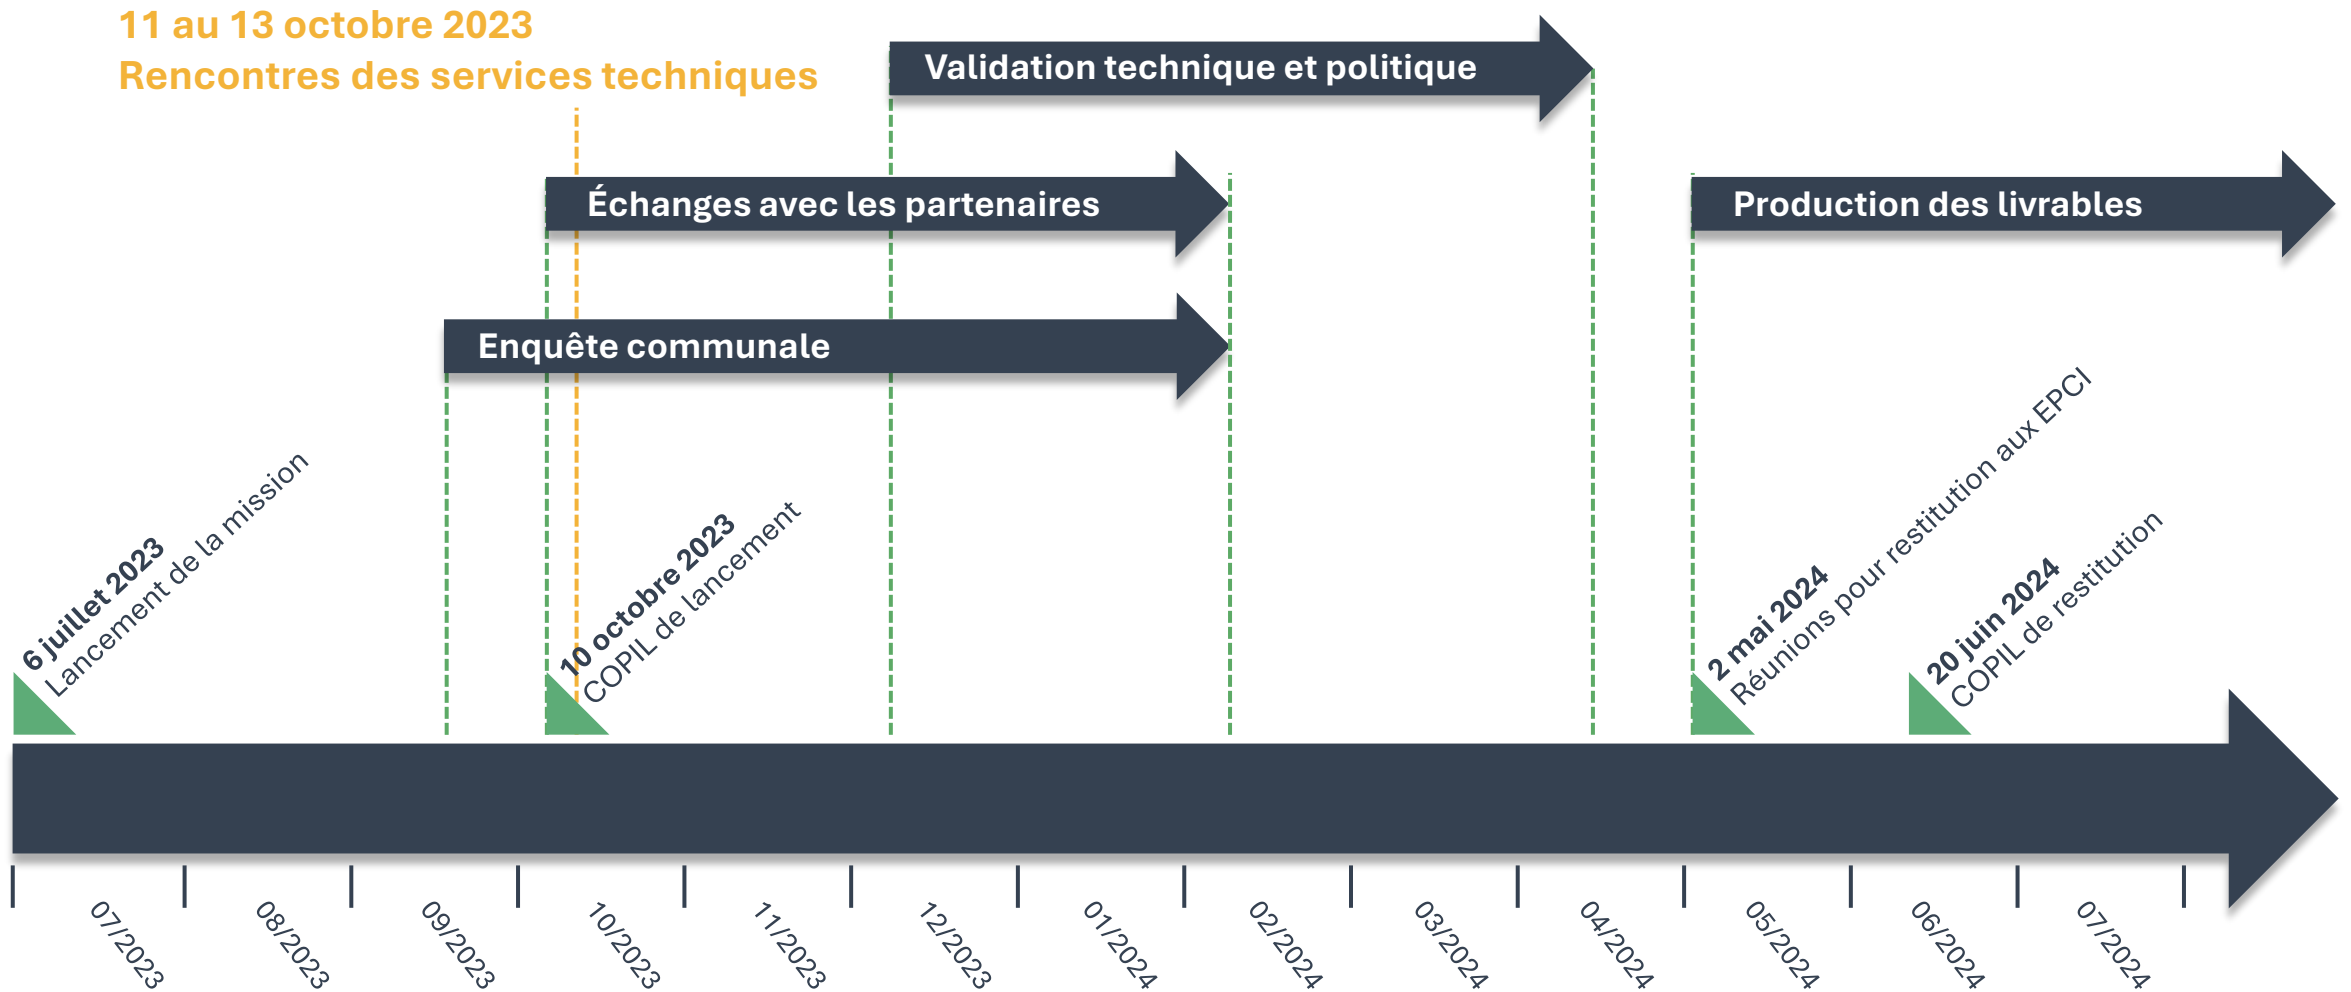 11 au 13 octobre 2023
Rencontres des services techniques
Validation technique et politique
Échanges avec les partenaires
Production des livrables
Enquête communale
6 juillet 2023
Lancement de la mission
10 octobre 2023
COPIL de lancement
2 mai 2024
Réunions pour restitution aux EPCI
20 juin 2024
COPIL de restitution
07/2023
08/2023
09/2023
10/2023
11/2023
12/2023
01/2024
02/2024
03/2024
04/2024
05/2024
06/2024
07/2024